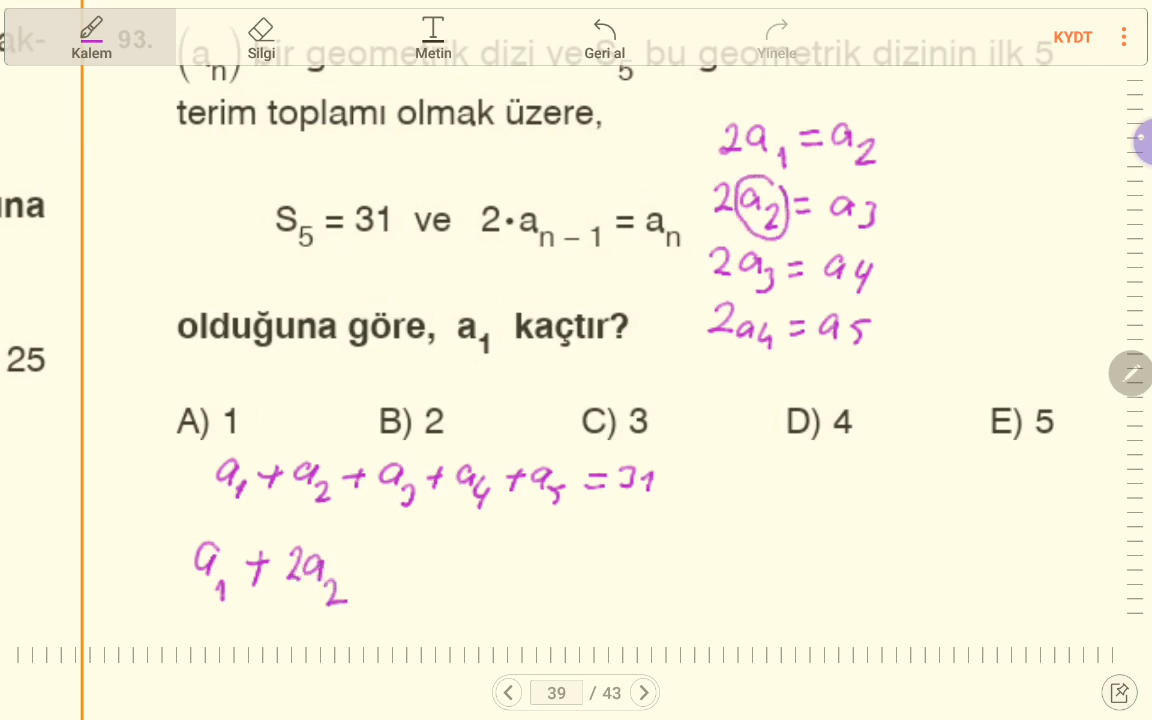 Kalem Silgi Metin Geri al Yinele KYDT
ak- 93. (a n) bir geometrik dizi ve S 5 bu geometrik dizinin ilk 5
terim toplamı olmak üzere,
2a1 = a2
ına
2a2 = a3
S5 = 31 ve 2·an – 1 = an
2a3 = a4
olduğuna göre, a1 kaçtır?
2a4 = a5
25
A) 1 B) 2 C) 3 D) 4 E) 5
a1 + a2 + a3 + a4 + a5 = 31
a1 + 2a2
39 / 43